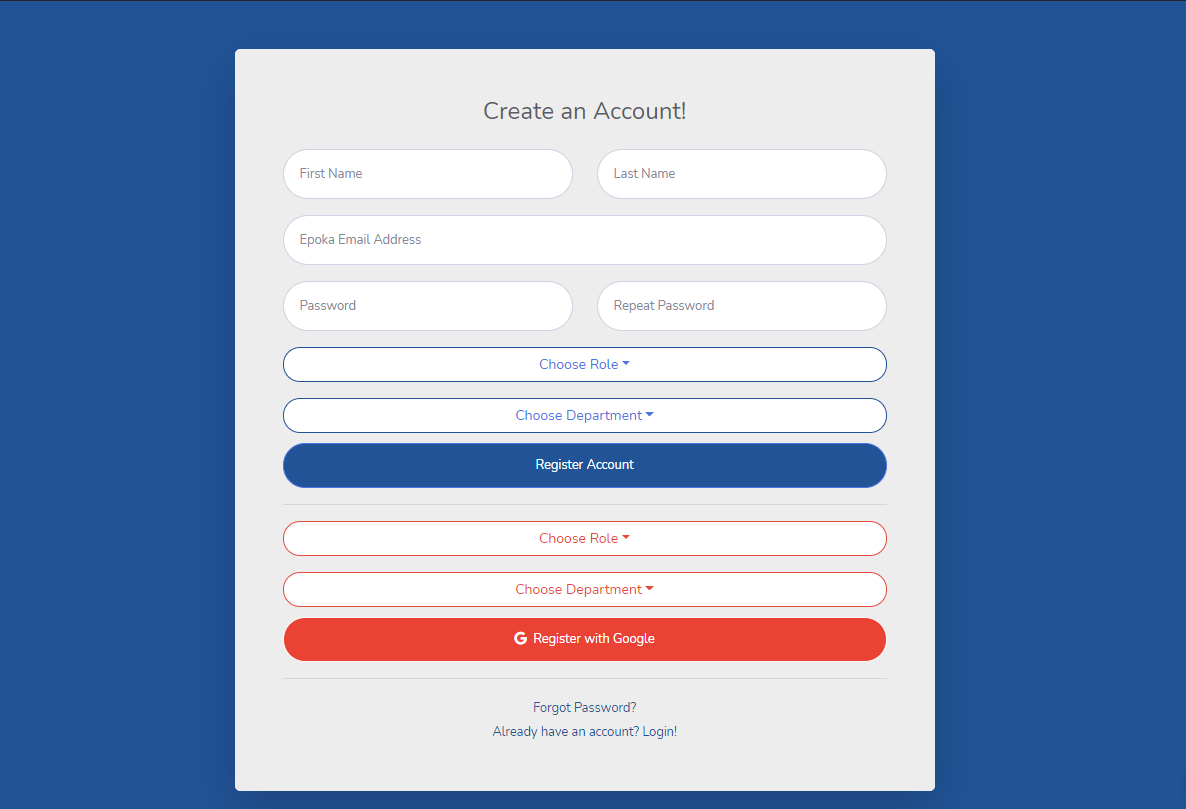 Create an Account!
First Name Last Name
Epoka Email Address
Password Repeat Password
Choose Role
Choose Department
Register Account
Choose Role
Choose Department
G Register with Google
Forgot Password?
Already have an account? Login!